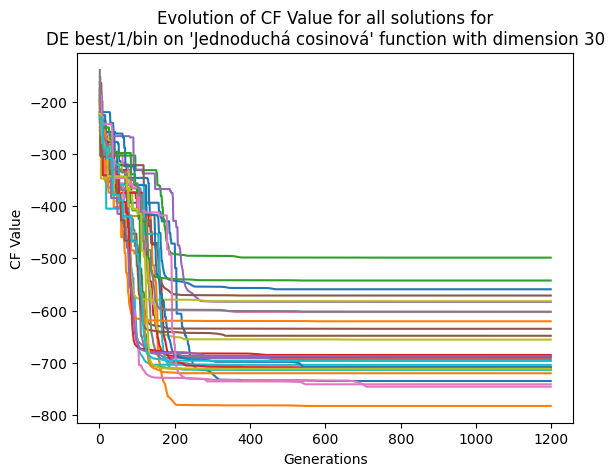 Evolution of CF Value for all solutions for
DE best/1/bin on 'Jednoduchá cosinová' function with dimension 30
CF Value
−200
−300
−400
−500
−600
−700
−800
0 200 400 600 800 1000 1200
Generations